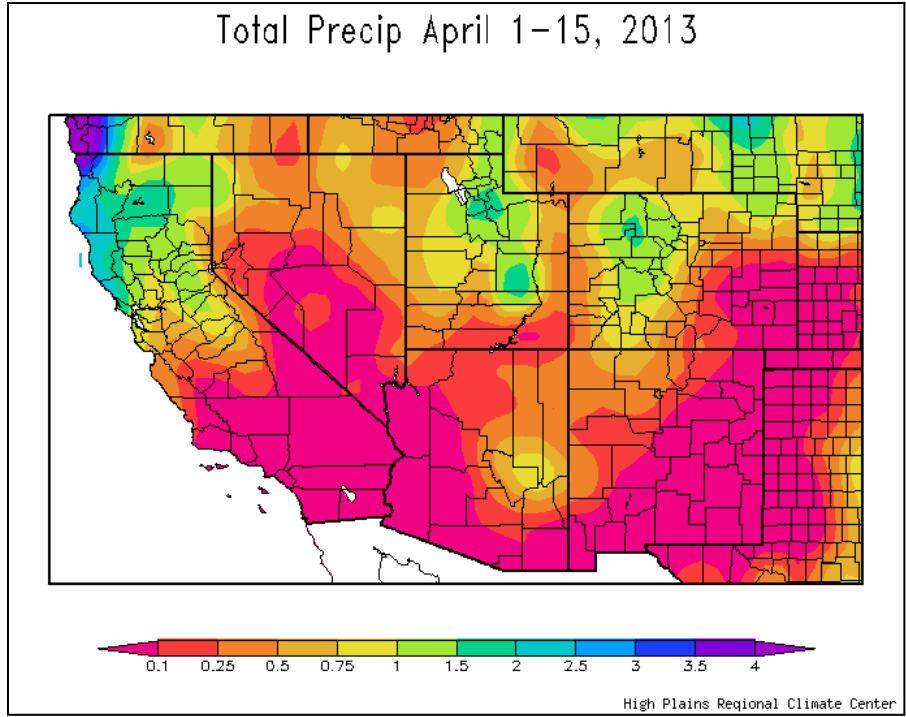 Total Precip April 1-15, 2013
0.1 0.25 0.5 0.75 1 1.5 2 2.5 3 3.5 4
High Plains Regional Climate Center